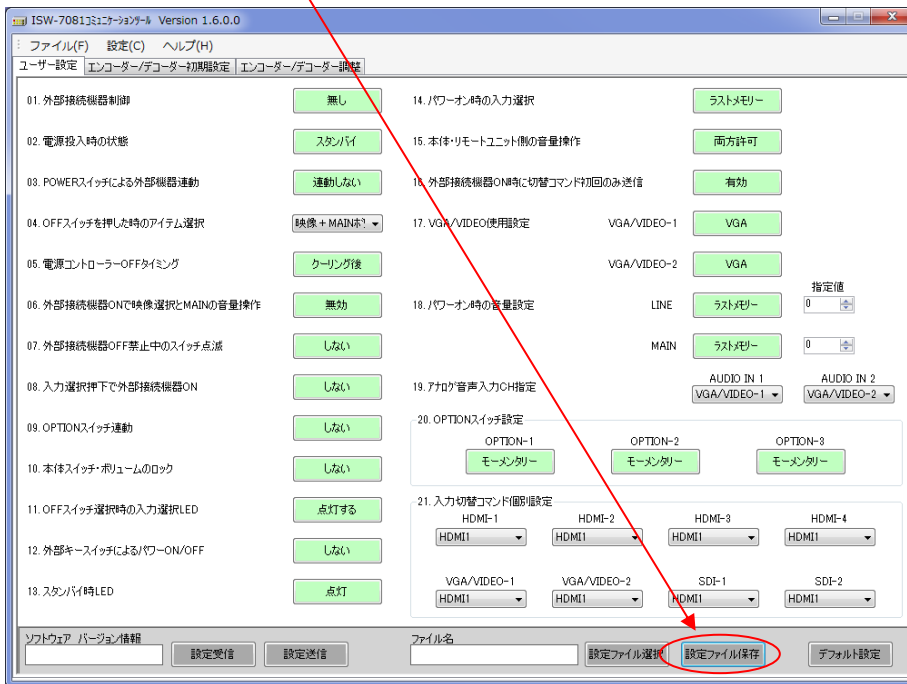 ISW-7081ｺﾐｭﾆｹｰｼｮﾝﾂｰﾙ Version 1.6.0.0
ファイル(F) 設定(C) ヘルプ(H)
ユーザー設定 エンコーダー/デコーダー初期設定 エンコーダー/デコーダー調整
01. 外部接続機器制御 無し
02. 電源投入時の状態 スタンバイ
03. POWERスイッチによる外部機器連動 連動しない
04. OFFスイッチを押した時のアイテム選択 映像+MAINﾎﾞ
05. 電源コントローラーOFFタイミング クーリング後
06. 外部接続機器ONで映像選択とMAINの音量操作 無効
07. 外部接続機器OFF禁止中のスイッチ点滅 しない
08. 入力選択押下で外部接続機器ON しない
09. OPTIONスイッチ連動 しない
10. 本体スイッチ・ボリュームのロック しない
11. OFFスイッチ選択時の入力選択LED 点灯する
12. 外部キースイッチによるパワーON/OFF しない
13. スタンバイ時LED 点灯
14. パワーオン時の入力選択 ラストメモリー
15. 本体・リモートユニット側の音量操作 両方許可
16. 外部接続機器ON時に切替コマンド初回のみ送信 有効
17. VGA/VIDEO使用設定 VGA/VIDEO-1 VGA
VGA/VIDEO-2 VGA
指定値
18. パワーオン時の音量設定 LINE ラストメモリー 0
MAIN ラストメモリー 0
AUDIO IN 1 AUDIO IN 2
19. アナログ音声入力CH指定 VGA/VIDEO-1 VGA/VIDEO-2
20. OPTIONスイッチ設定
OPTION-1 OPTION-2 OPTION-3
モーメンタリー モーメンタリー モーメンタリー
21. 入力切替コマンド個別設定
HDMI-1 HDMI-2 HDMI-3 HDMI-4
HDMI1 HDMI1 HDMI1 HDMI1
VGA/VIDEO-1 VGA/VIDEO-2 SDI-1 SDI-2
HDMI1 HDMI1 HDMI1 HDMI1
ソフトウェア バージョン情報 ファイル名
設定受信 設定送信 設定ファイル選択 設定ファイル保存 デフォルト設定